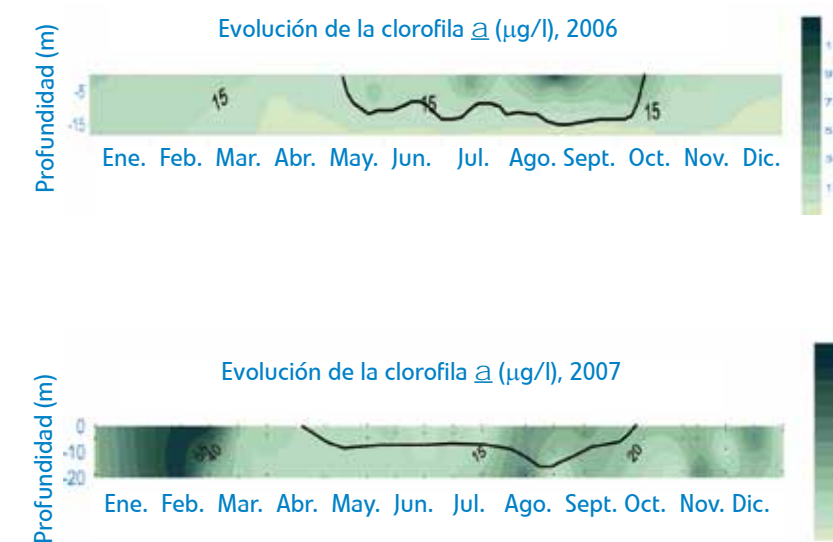 Evolución de la clorofila a (µg/l), 2006
Profundidad (m)
-5
-15
15
15
15
Ene. Feb. Mar. Abr. May. Jun. Jul. Ago. Sept. Oct. Nov. Dic.
Evolución de la clorofila a (µg/l), 2007
Profundidad (m)
0
-10
-20
15
20
Ene. Feb. Mar. Abr. May. Jun. Jul. Ago. Sept. Oct. Nov. Dic.